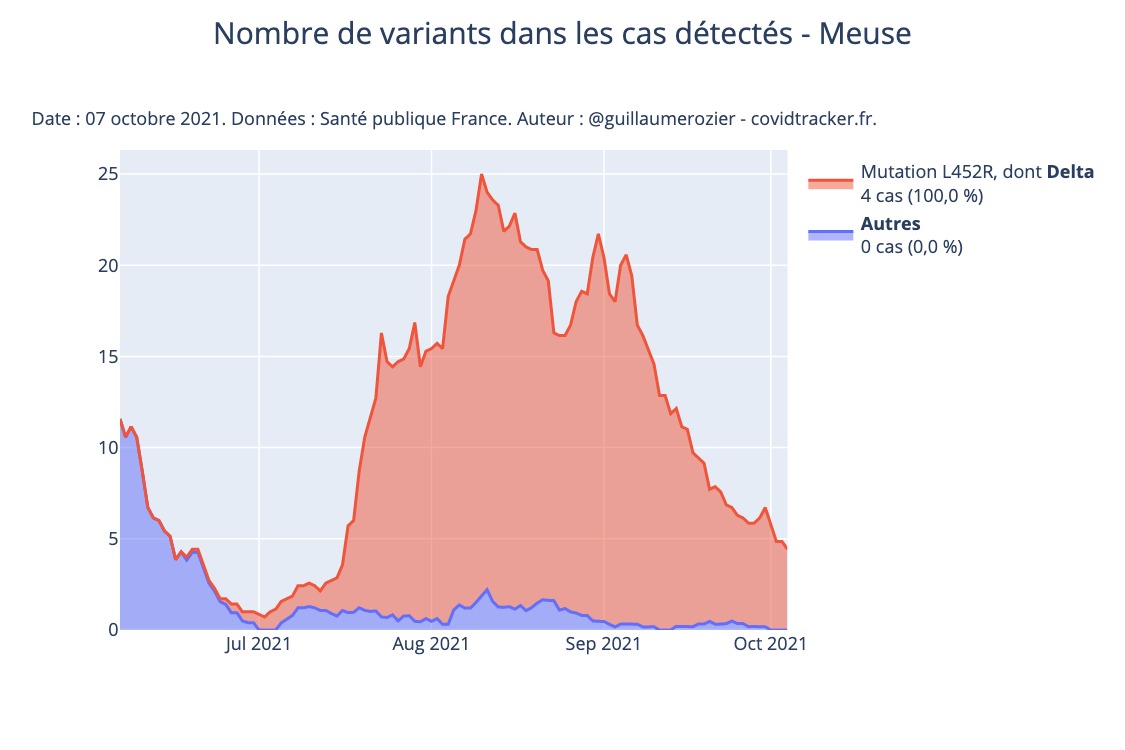 Nombre de variants dans les cas détectés - Meuse
Date : 07 octobre 2021. Données : Santé publique France. Auteur : @guillaumerozier - covidtracker.fr.
Mutation L452R, dont Delta
4 cas (100,0 %)
Autres
0 cas (0,0 %)
25
20
15
10
5
0
Jul 2021
Aug 2021
Sep 2021
Oct 2021